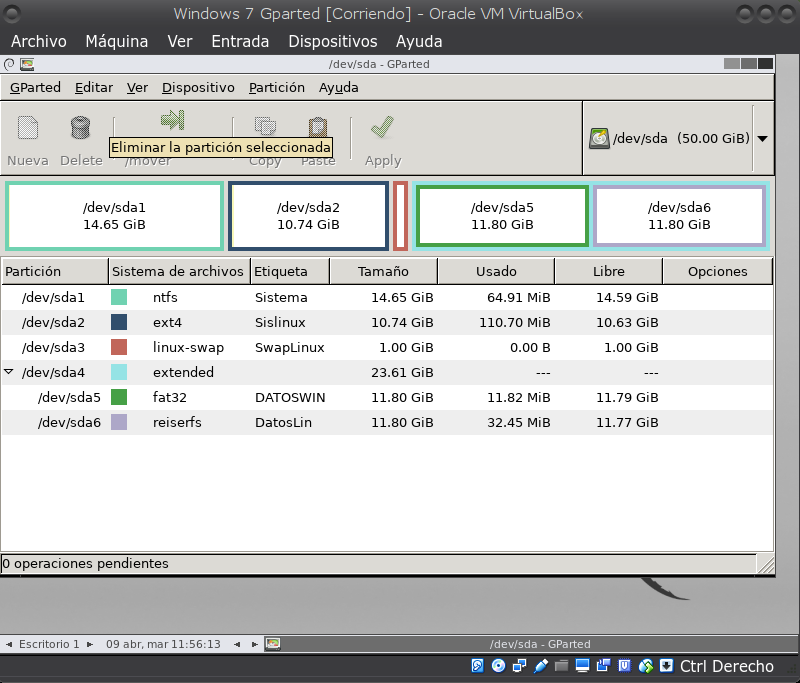 Windows 7 Gparted [Corriendo] - Oracle VM VirtualBox
Archivo Máquina Ver Entrada Dispositivos Ayuda
/dev/sda - GParted
GParted Editar Ver Dispositivo Partición Ayuda
Nueva Delete /mover Copy Paste Apply
Eliminar la partición seleccionada
/dev/sda (50.00 GiB)
/dev/sda1 /dev/sda2 /dev/sda5 /dev/sda6
14.65 GiB 10.74 GiB 11.80 GiB 11.80 GiB
Partición Sistema de archivos Etiqueta Tamaño Usado Libre Opciones
/dev/sda1 ntfs Sistema 14.65 GiB 64.91 MiB 14.59 GiB
/dev/sda2 ext4 Sislinux 10.74 GiB 110.70 MiB 10.63 GiB
/dev/sda3 linux-swap SwapLinux 1.00 GiB 0.00 B 1.00 GiB
/dev/sda4 extended 23.61 GiB --- ---
/dev/sda5 fat32 DATOSWIN 11.80 GiB 11.82 MiB 11.79 GiB
/dev/sda6 reiserfs DatosLin 11.80 GiB 32.45 MiB 11.77 GiB
0 operaciones pendientes
Escritorio 1 09 abr, mar 11:56:13 /dev/sda - GParted
Ctrl Derecho